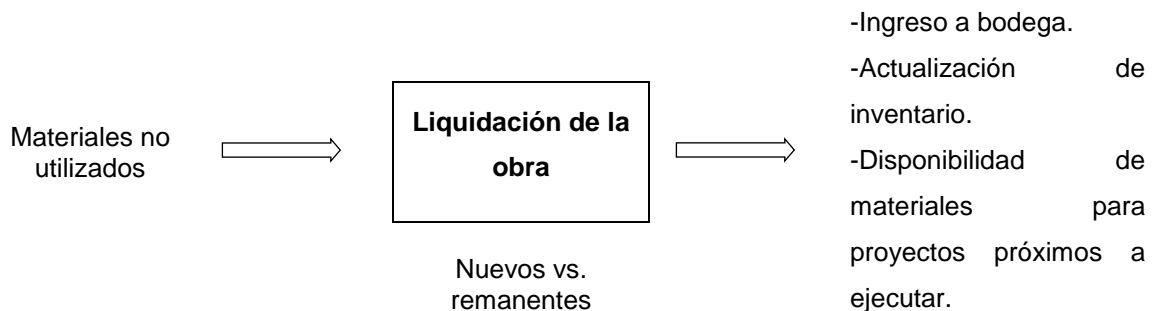 Materiales no
utilizados
Liquidación de la
obra
Nuevos vs.
remanentes
-Ingreso a bodega.
-Actualización de
inventario.
-Disponibilidad de
materiales para
proyectos próximos a
ejecutar.